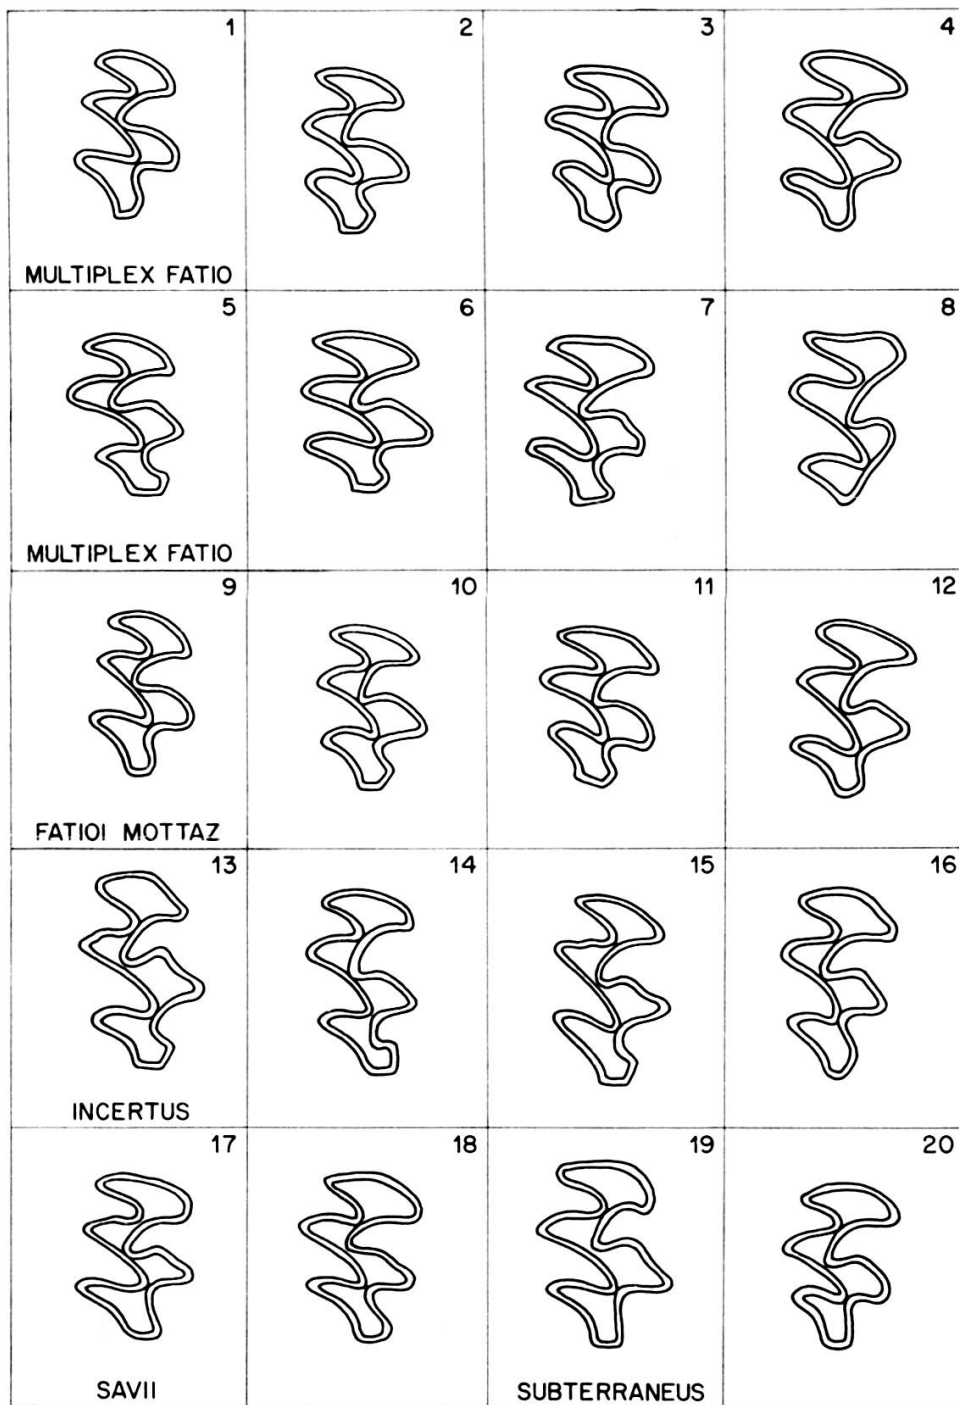 1 2 3 4
MULTIPLEX FATIO
5 6 7 8
MULTIPLEX FATIO
9 10 11 12
FATIOI MOTTAZ
13 14 15 16
INCERTUS
17 18 19 20
SAVII SUBTERRANEUS